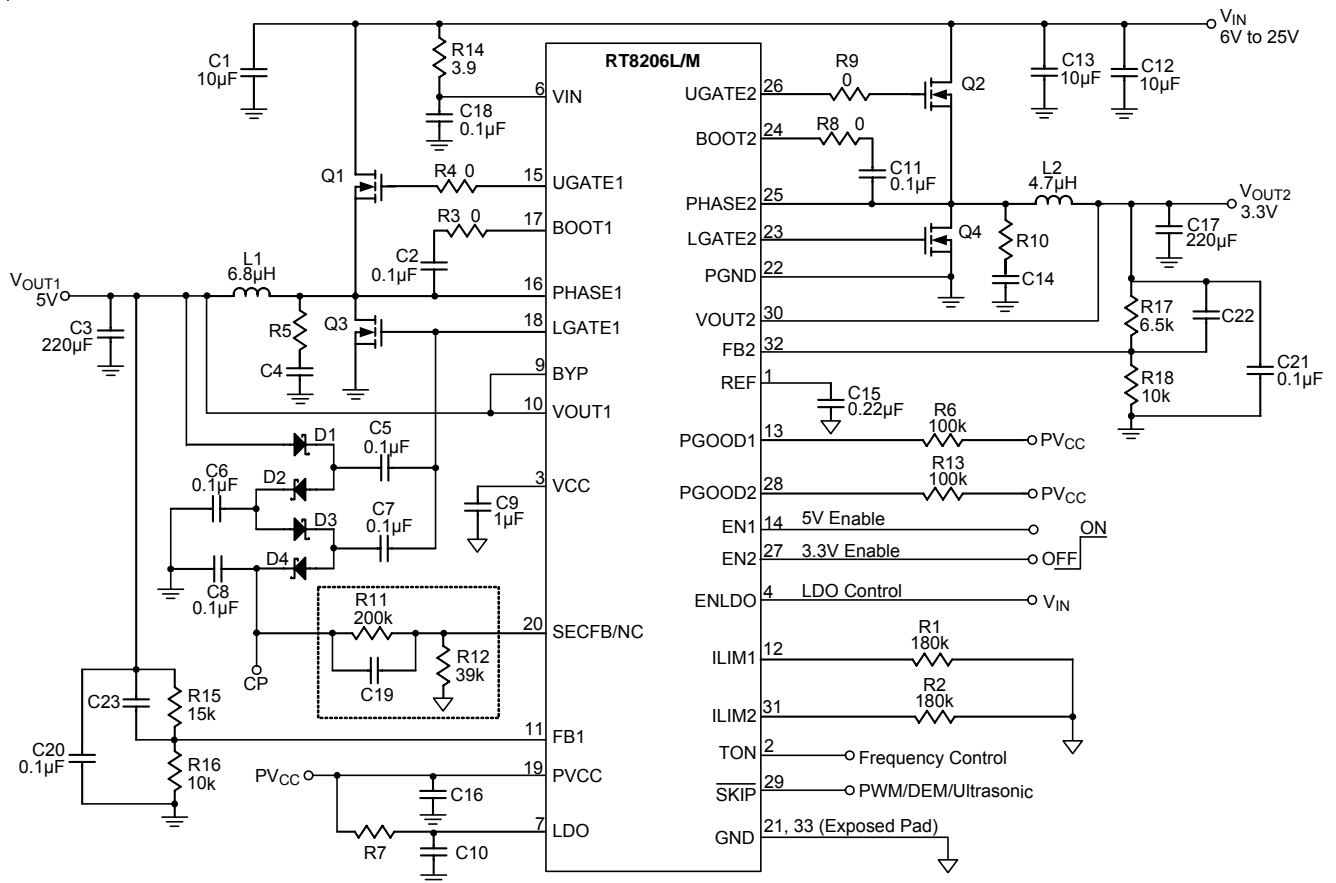 RT8206L/M
VIN
6V to 25V
C1
10µF
R14
3.9
6
VIN
C18
0.1µF
Q1
R4 0
15
UGATE1
R3 0
17
BOOT1
C2
0.1µF
VOUT1
5V
L1
6.8µH
16
PHASE1
C3
220µF
R5
C4
Q3
18
LGATE1
9
BYP
10
VOUT1
D1
C5
0.1µF
C6
0.1µF
D2
D3
C7
0.1µF
D4
C8
0.1µF
3
VCC
C9
1µF
CP
R11
200k
C19
R12
39k
20
SECFB/NC
C23
R15
15k
C20
0.1µF
R16
10k
11
FB1
PVCC
19
PVCC
C16
R7
7
LDO
C10
UGATE2
26
R9
0
Q2
C13
10µF
C12
10µF
BOOT2
24
R8 0
C11
0.1µF
PHASE2
25
L2
4.7µH
VOUT2
3.3V
LGATE2
23
Q4
R10
C14
C17
220µF
PGND
22
VOUT2
30
R17
6.5k
C22
FB2
32
R18
10k
C21
0.1µF
REF
1
C15
0.22µF
PGOOD1
13
R6
100k
PVCC
PGOOD2
28
R13
100k
PVCC
EN1
14
5V Enable
ON
EN2
27
3.3V Enable
OFF
ENLDO
4
LDO Control
VIN
ILIM1
12
R1
180k
ILIM2
31
R2
180k
TON
2
Frequency Control
SKIP
29
PWM/DEM/Ultrasonic
GND
21, 33 (Exposed Pad)